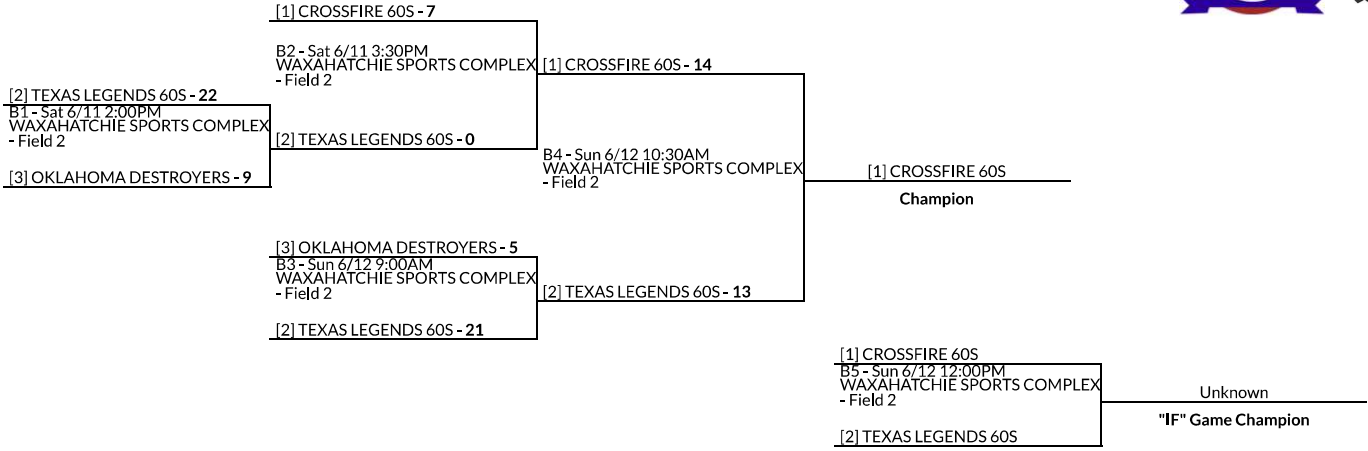 [1] CROSSFIRE 60S - 7
B2 - Sat 6/11 3:30PM
WAXAHATCHIE SPORTS COMPLEX
- Field 2
[1] CROSSFIRE 60S - 14
[2] TEXAS LEGENDS 60S - 22
B1 - Sat 6/11 2:00PM
WAXAHATCHIE SPORTS COMPLEX
- Field 2
[2] TEXAS LEGENDS 60S - 0
[3] OKLAHOMA DESTROYERS - 9
B4 - Sun 6/12 10:30AM
WAXAHATCHIE SPORTS COMPLEX
- Field 2
[1] CROSSFIRE 60S
Champion
[3] OKLAHOMA DESTROYERS - 5
B3 - Sun 6/12 9:00AM
WAXAHATCHIE SPORTS COMPLEX
- Field 2
[2] TEXAS LEGENDS 60S - 13
[2] TEXAS LEGENDS 60S - 21
[1] CROSSFIRE 60S
B5 - Sun 6/12 12:00PM
WAXAHATCHIE SPORTS COMPLEX
- Field 2
Unknown
"IF" Game Champion
[2] TEXAS LEGENDS 60S